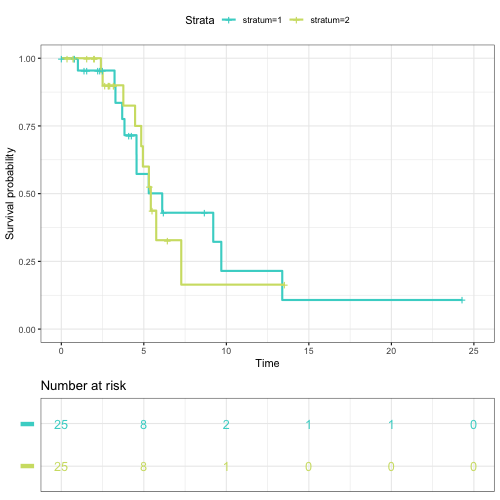 Strata stratum=1 stratum=2
1.00
0.75
0.50
0.25
0.00
Survival probability
0 5 10 15 20 25
Time
Number at risk
25 8 2 1 1 0
25 8 1 0 0 0